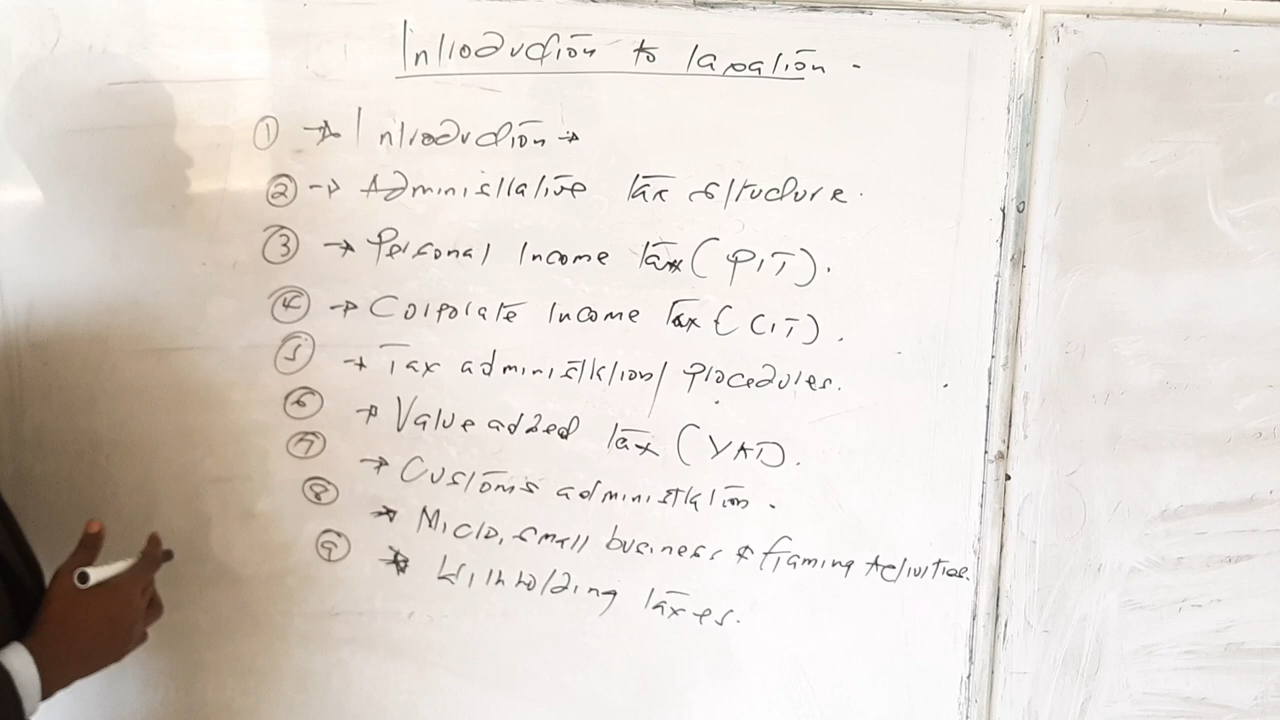 Introduction to Taxation -
① → Introduction →
② → Administrative Tax structure.
③ → Personal Income Tax (PIT).
④ → Corporate Income Tax (CIT).
⑤ → Tax administration/ procedures.
⑥ → Value added Tax (VAT).
⑦ → Customs administration.
⑧ → Micro, small business & framing Activities.
⑨ → Withholding Taxes.